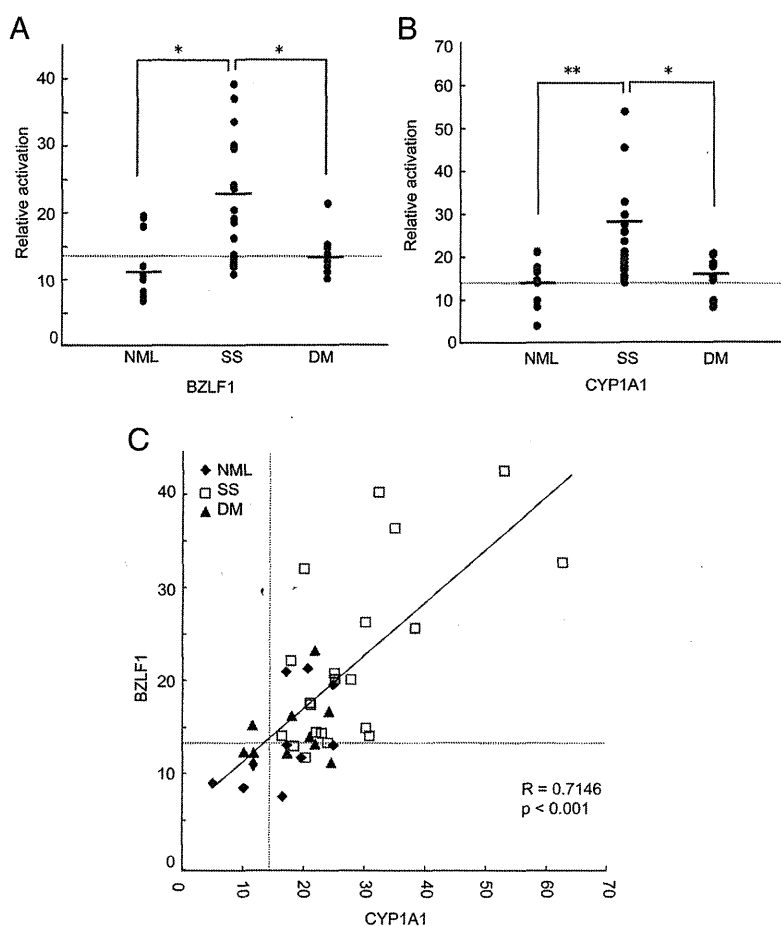 A
Relative activation
40
30
20
10
0
*
*
NML
SS
DM
BZLF1
B
Relative activation
70
60
50
40
30
20
10
0
**
*
NML
SS
DM
CYP1A1
C
NML
SS
DM
BZLF1
40
30
20
10
0
R = 0.7146
p < 0.001
0
10
20
30
40
50
60
70
CYP1A1